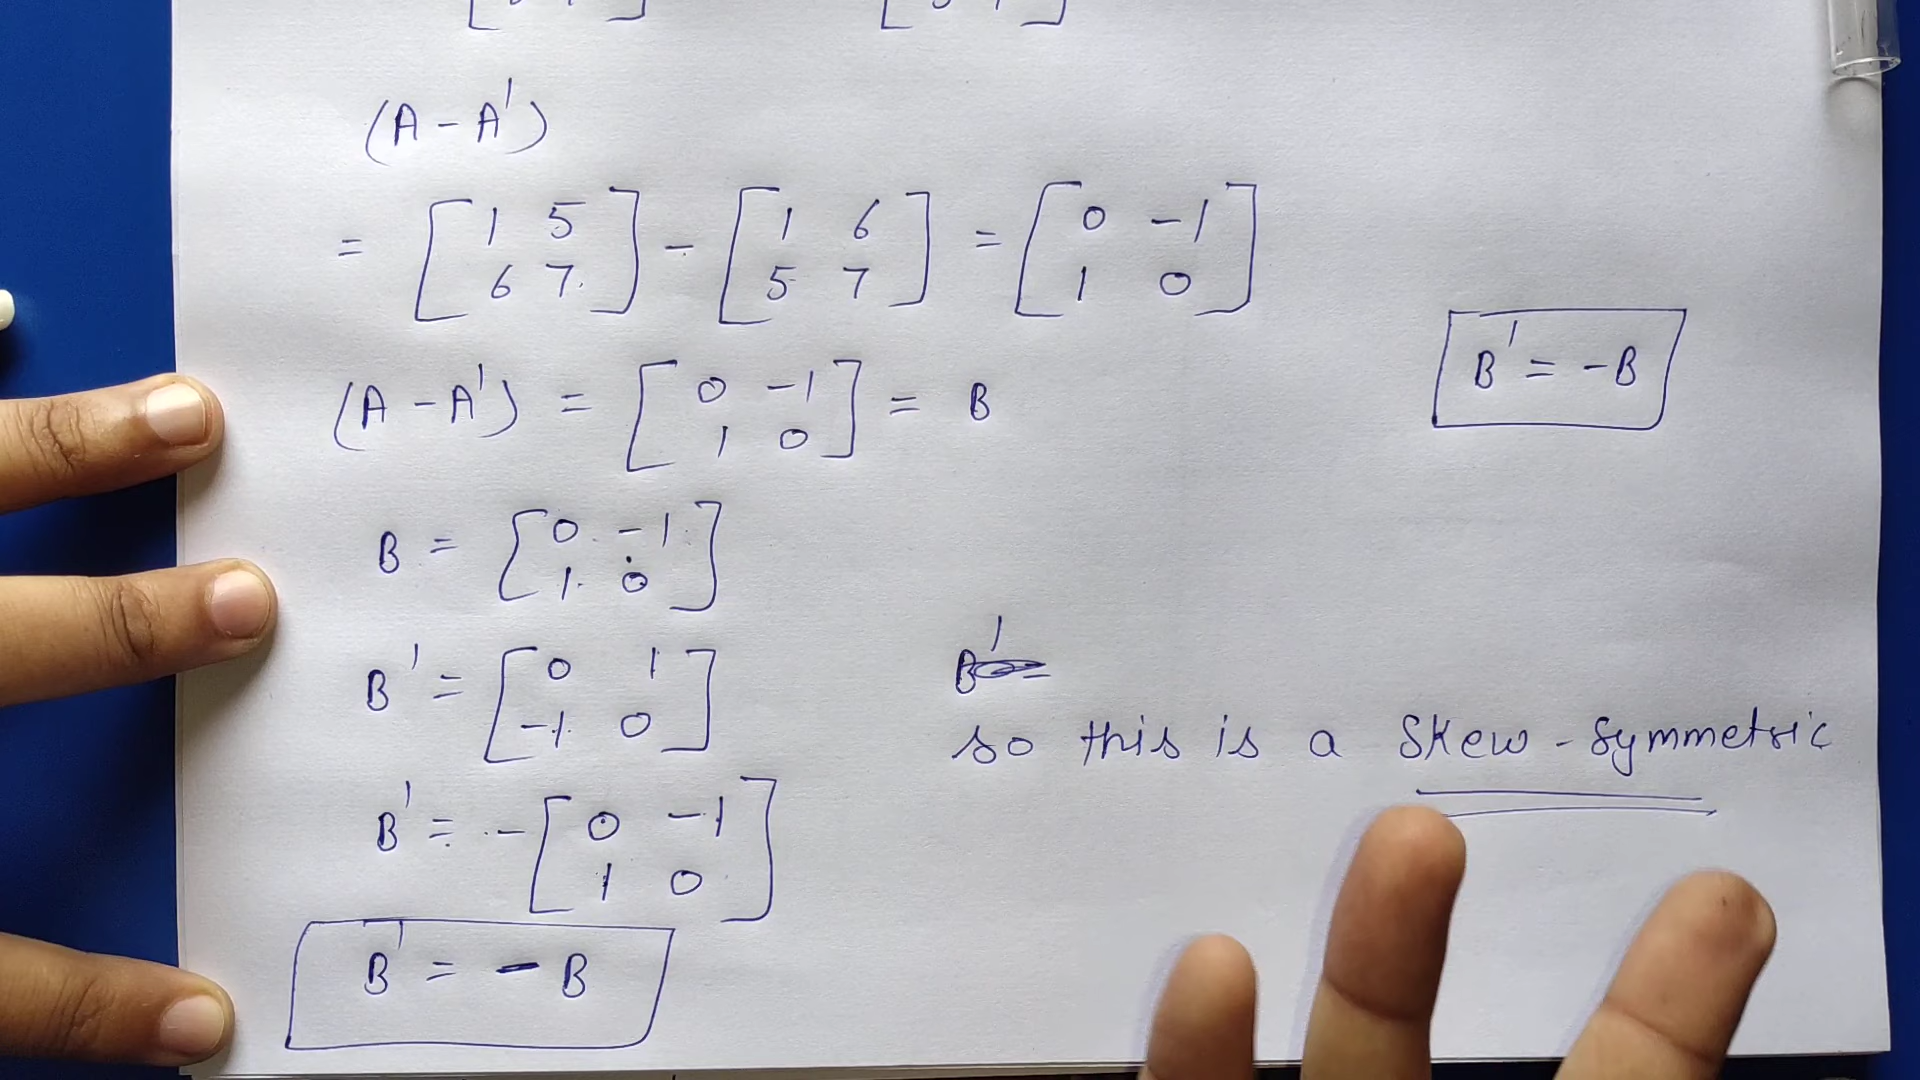 (A - A')
= [ 1 5 ] - [ 1 6 ] = [ 0 -1 ]
[ 6 7 ] [ 5 7 ] [ 1 0 ]
B' = -B
(A - A') = [ 0 -1 ] = B
[ 1 0 ]
B = [ 0 -1 ]
[ 1 0 ]
B' = [ 0 1 ]
[ -1 0 ]
so this is a Skew-Symmetric
B' = - [ 0 -1 ]
[ 1 0 ]
B' = - B